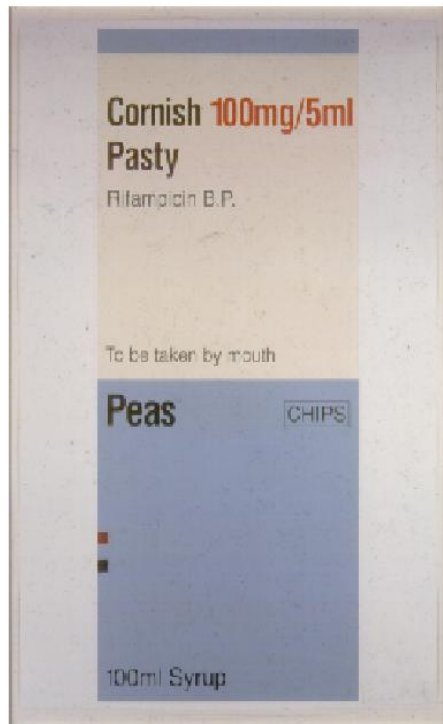 Cornish 100mg/5ml
Pasty
Rifampicin B.P.
To be taken by mouth
Peas CHIPS
100ml Syrup